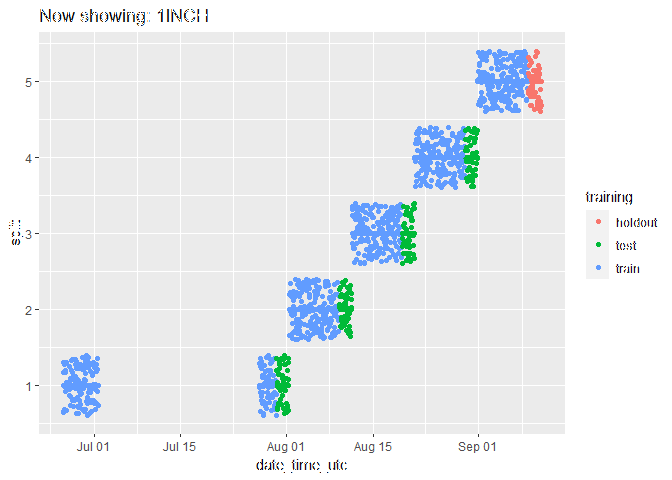 Now showing: 1INCH
5
4
split
3
2
1
Jul 01
Jul 15
Aug 01
Aug 15
Sep 01
date_time_utc
training
holdout
test
train